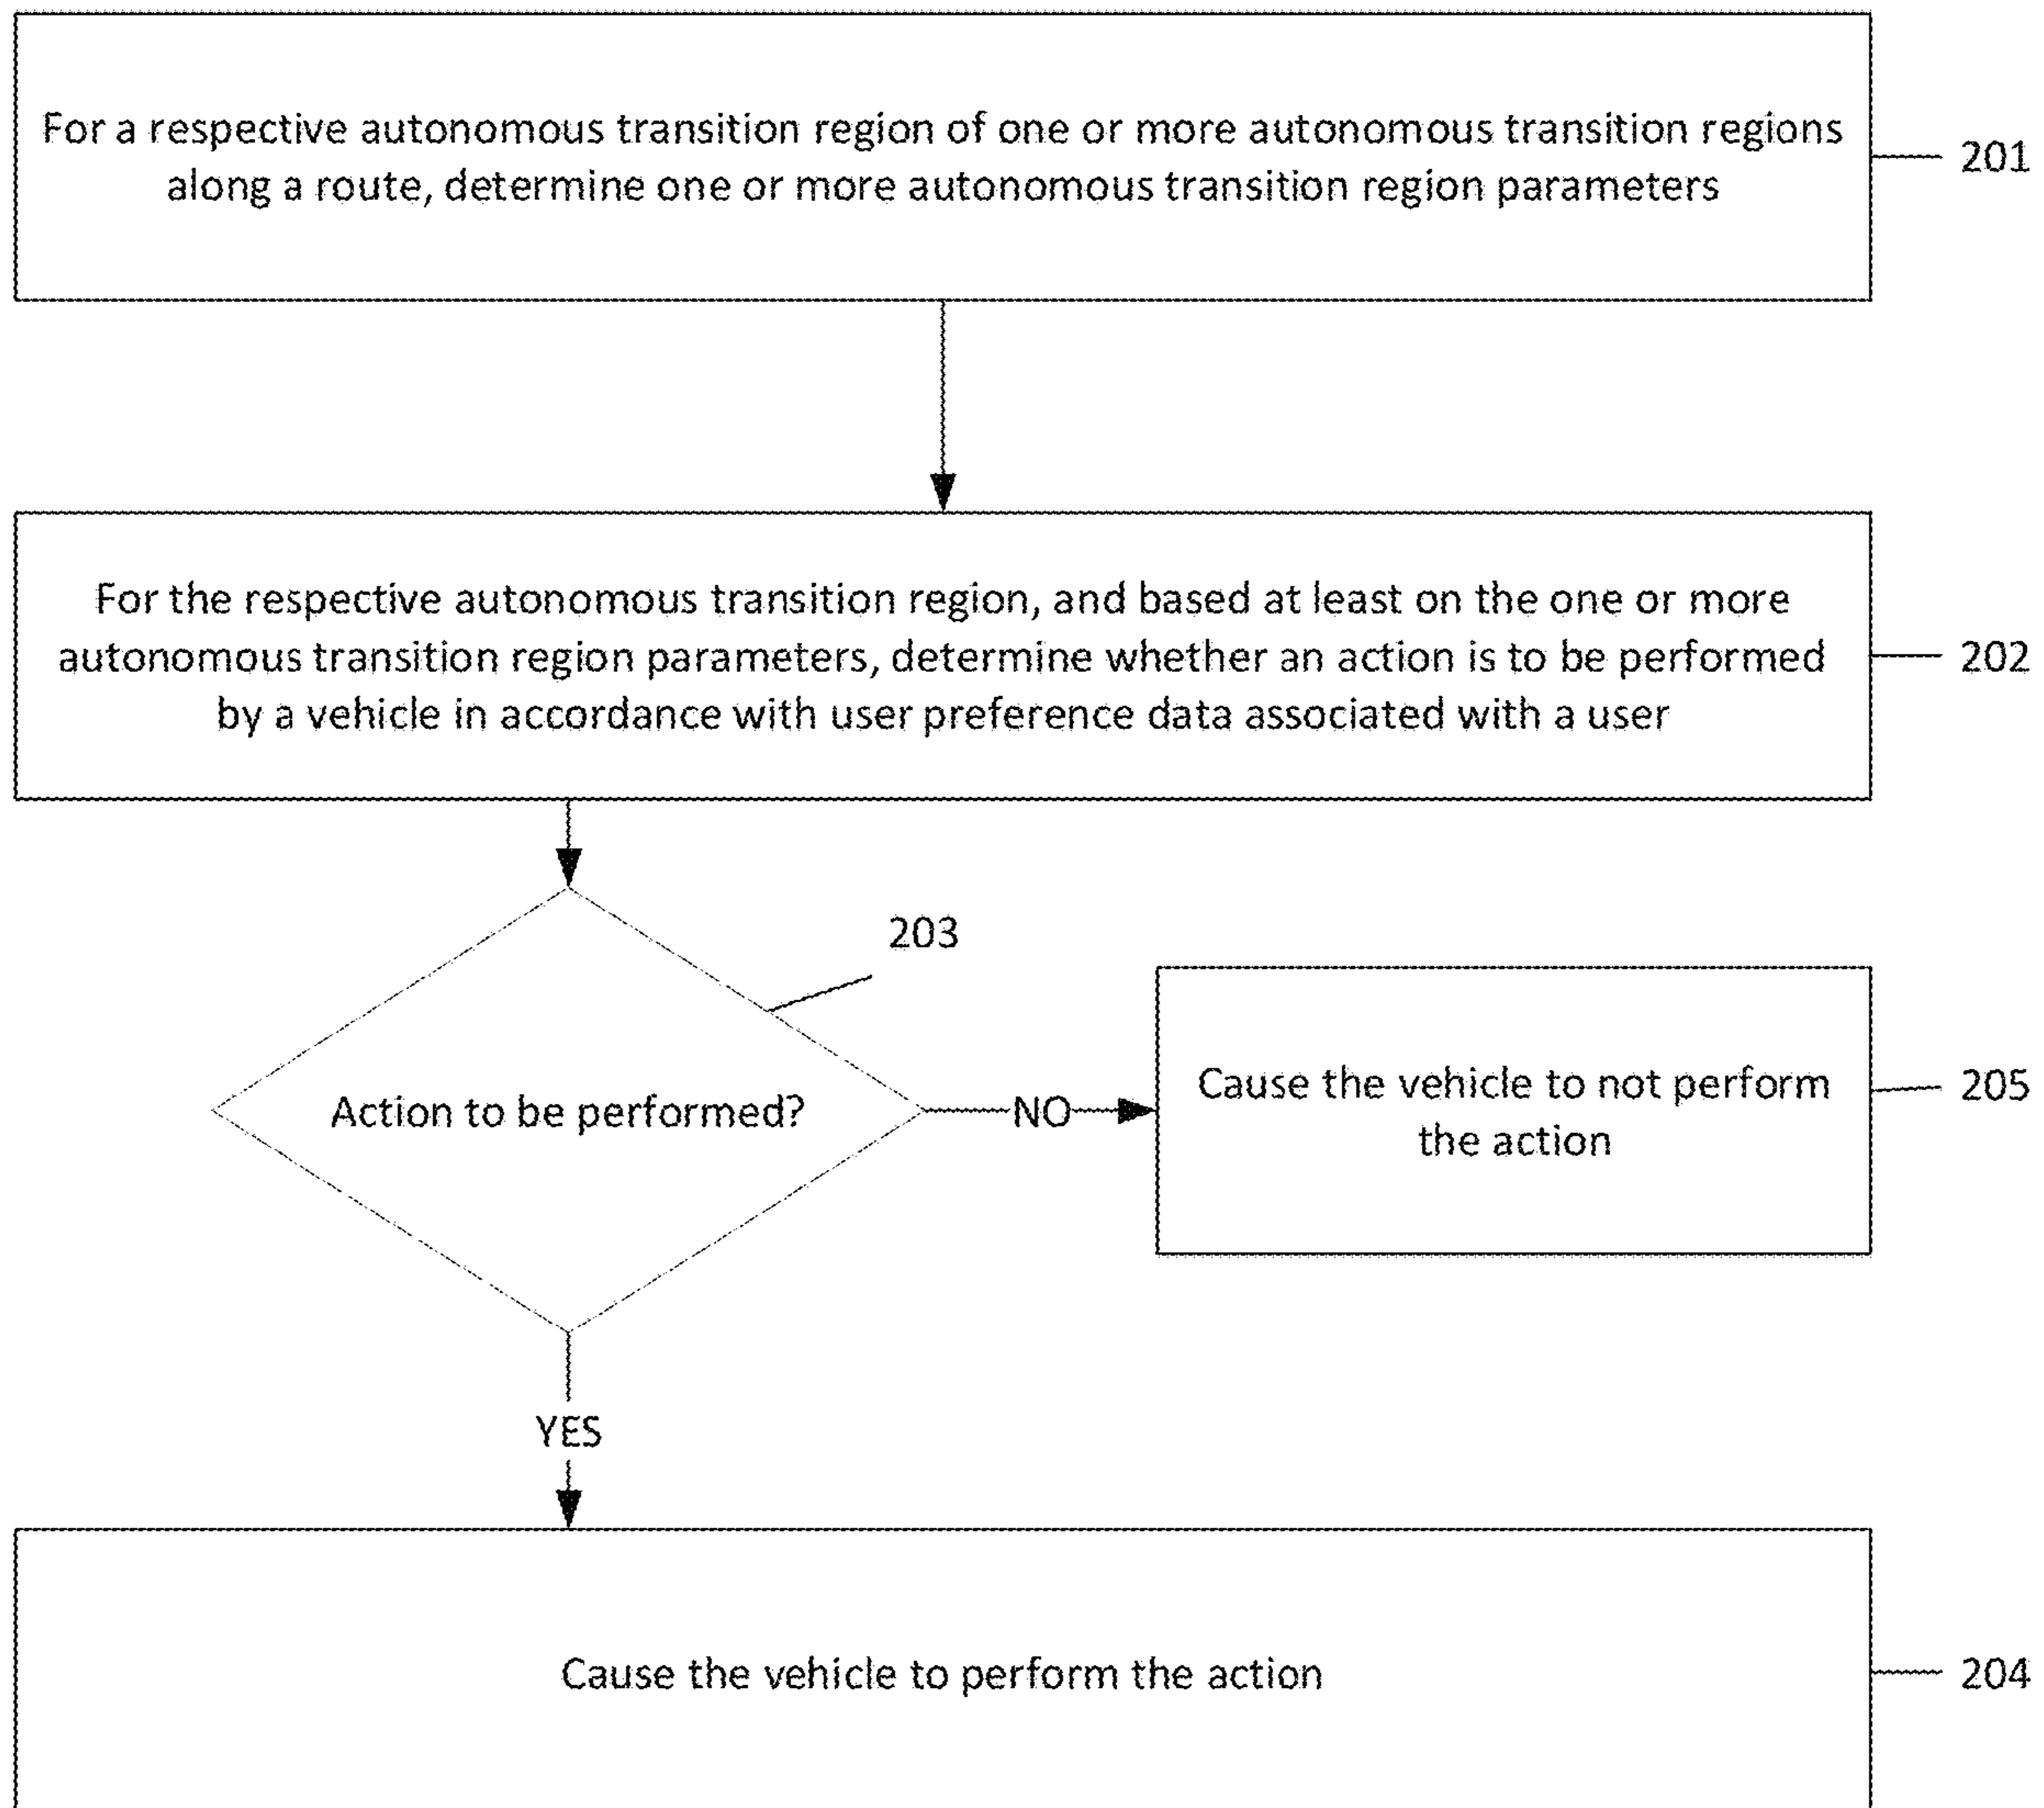 For a respective autonomous transition region of one or more autonomous transition regions
along a route, determine one or more autonomous transition region parameters
201
For the respective autonomous transition region, and based at least on the one or more
autonomous transition region parameters, determine whether an action is to be performed
by a vehicle in accordance with user preference data associated with a user
202
203
Action to be performed?
NO
Cause the vehicle to not perform
the action
205
YES
Cause the vehicle to perform the action
204